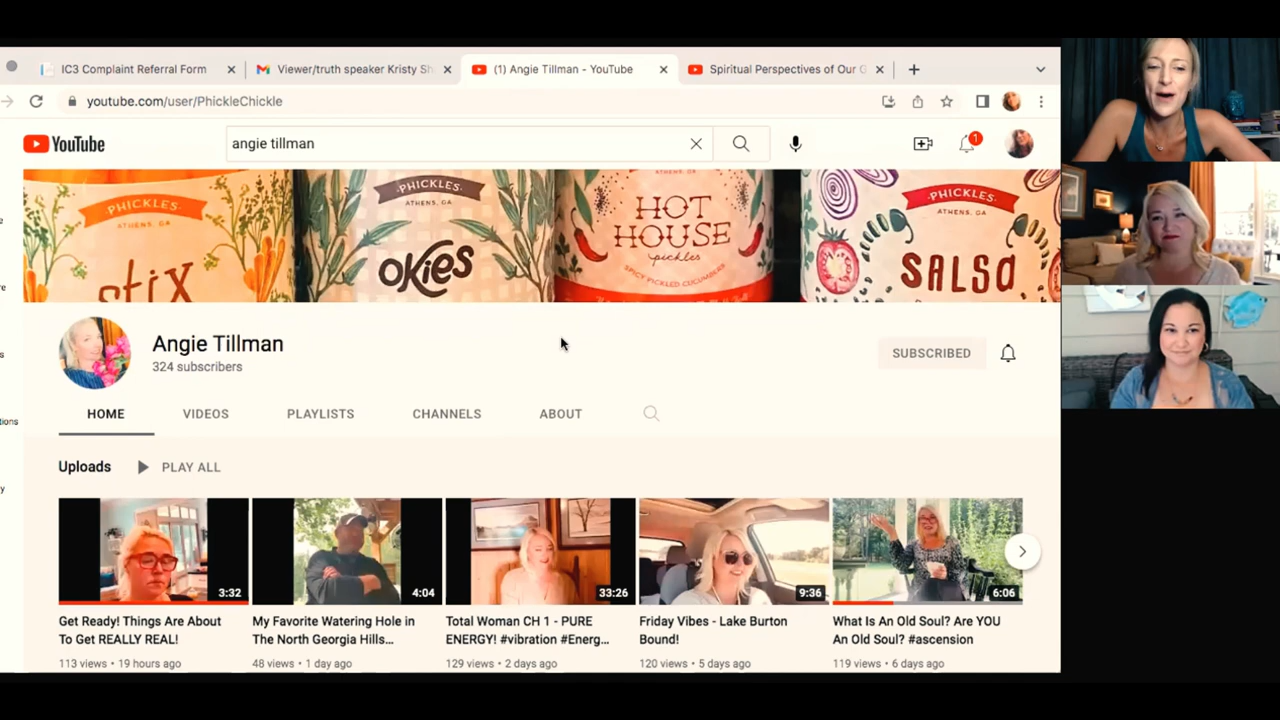 IC3 Complaint Referral Form
Viewer/truth speaker Kristy Sh
(1) Angie Tillman - YouTube
Spiritual Perspectives of Our G
youtube.com/user/PhickleChickle
YouTube
angie tillman
1
PHICKLES
ATHENS, GA
stix
PHICKLES
ATHENS, GA
OKies
ATHENS, GA
HOT
HOUSE
pickles
SPICY PICKLED CUCUMBERS
PHICKLES
ATHENS, GA
SALSA
Angie Tillman
324 subscribers
SUBSCRIBED
HOME
VIDEOS
PLAYLISTS
CHANNELS
ABOUT
Uploads
PLAY ALL
3:32
4:04
33:26
9:36
6:06
Get Ready! Things Are About
To Get REALLY REAL!
113 views • 19 hours ago
My Favorite Watering Hole in
The North Georgia Hills...
48 views • 1 day ago
Total Woman CH 1 - PURE
ENERGY! #vibration #Energ...
129 views • 2 days ago
Friday Vibes - Lake Burton
Bound!
120 views • 5 days ago
What Is An Old Soul? Are YOU
An Old Soul? #ascension
119 views • 6 days ago